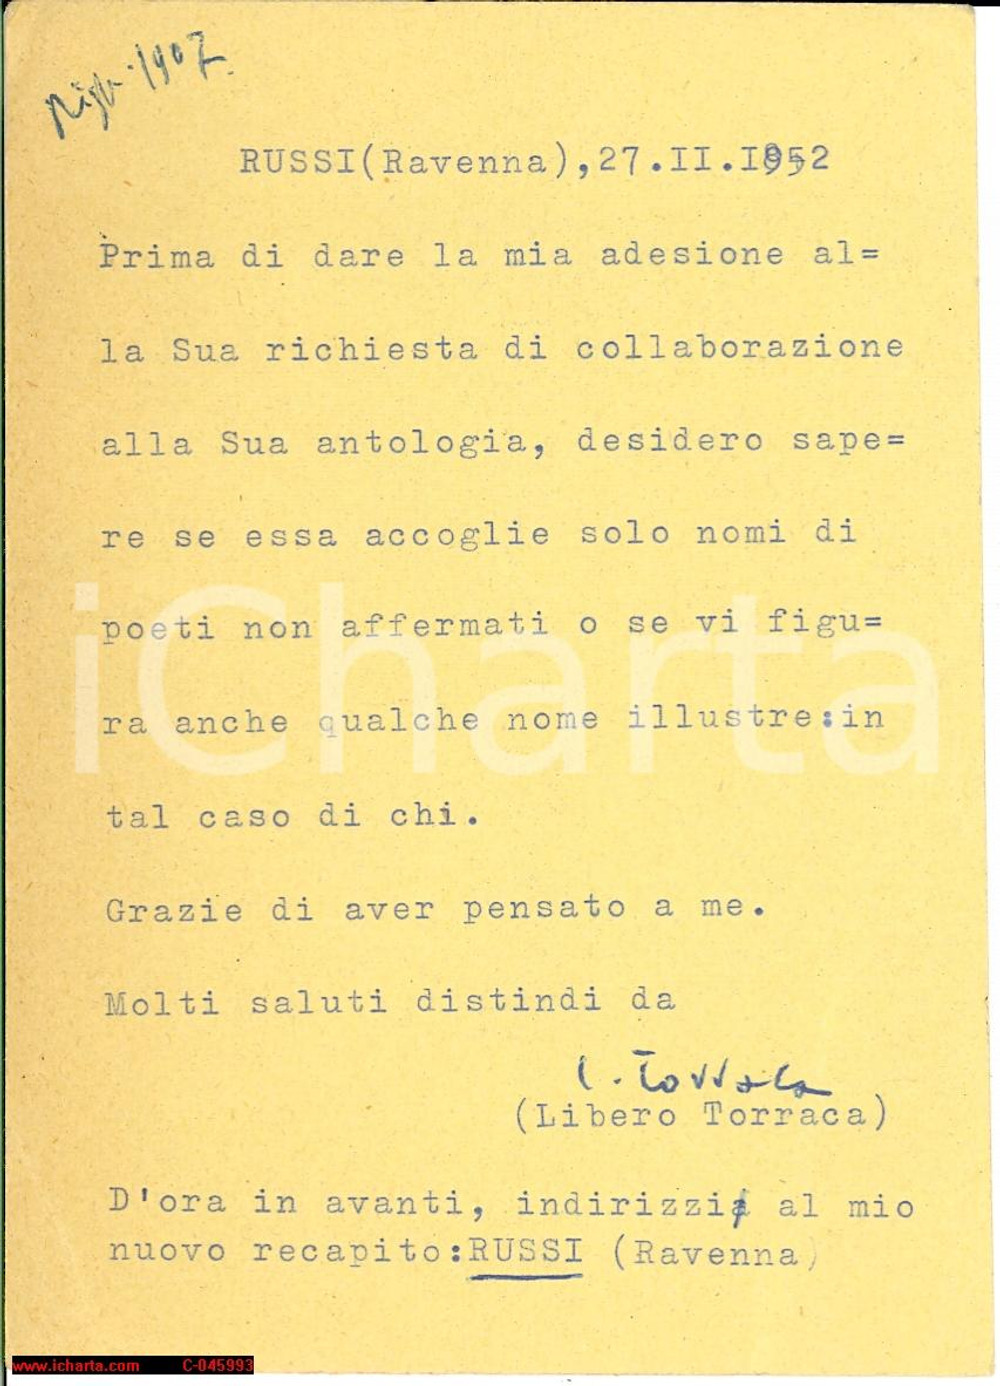 1907.
RUSSI(Ravenna),27.II.1952
Prima di dare la mia adesione al=
la Sua richiesta di collaborazione
alla Sua antologia, desidero sape=
re se essa accoglie solo nomi di
poeti non affermati o se vi figu=
ra anche qualche nome illustre:in
tal caso di chi.
Grazie di aver pensato a me.
Molti saluti distindi da
L. Torraca
(Libero Torraca)
D'ora in avanti, indirizzi al mio
nuovo recapito:RUSSI (Ravenna)
iCharta
www.icharta.com C-045993